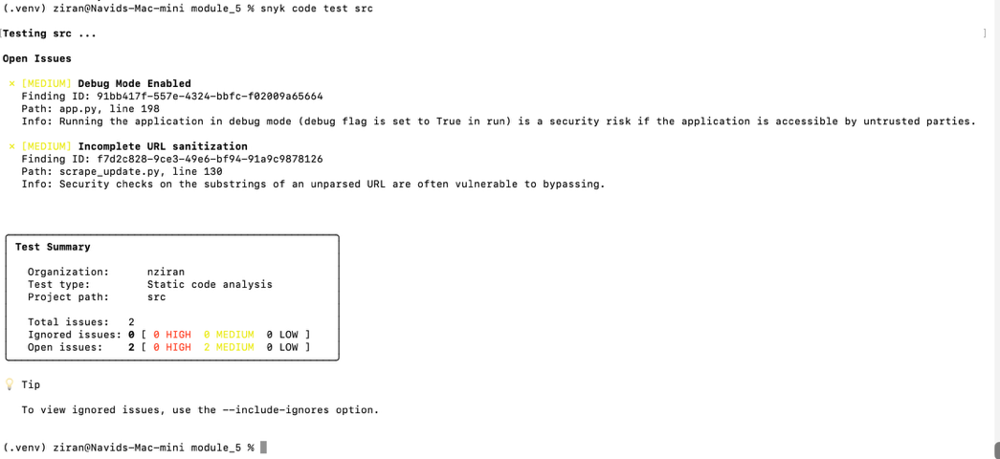 (.venv) ziran@Navids-Mac-mini module_5 % snyk code test src
[Testing src ... ]
Open Issues
× [MEDIUM] Debug Mode Enabled
Finding ID: 91bb417f-557e-4324-bbfc-f02009a65664
Path: app.py, line 198
Info: Running the application in debug mode (debug flag is set to True in run) is a security risk if the application is accessible by untrusted parties.
× [MEDIUM] Incomplete URL sanitization
Finding ID: f7d2c828-9ce3-49e6-bf94-91a9c9878126
Path: scrape_update.py, line 130
Info: Security checks on the substrings of an unparsed URL are often vulnerable to bypassing.
Test Summary
Organization: nziran
Test type: Static code analysis
Project path: src
Total issues: 2
Ignored issues: 0 [ 0 HIGH 0 MEDIUM 0 LOW ]
Open issues: 2 [ 0 HIGH 2 MEDIUM 0 LOW ]
💡 Tip
To view ignored issues, use the --include-ignores option.
(.venv) ziran@Navids-Mac-mini module_5 %